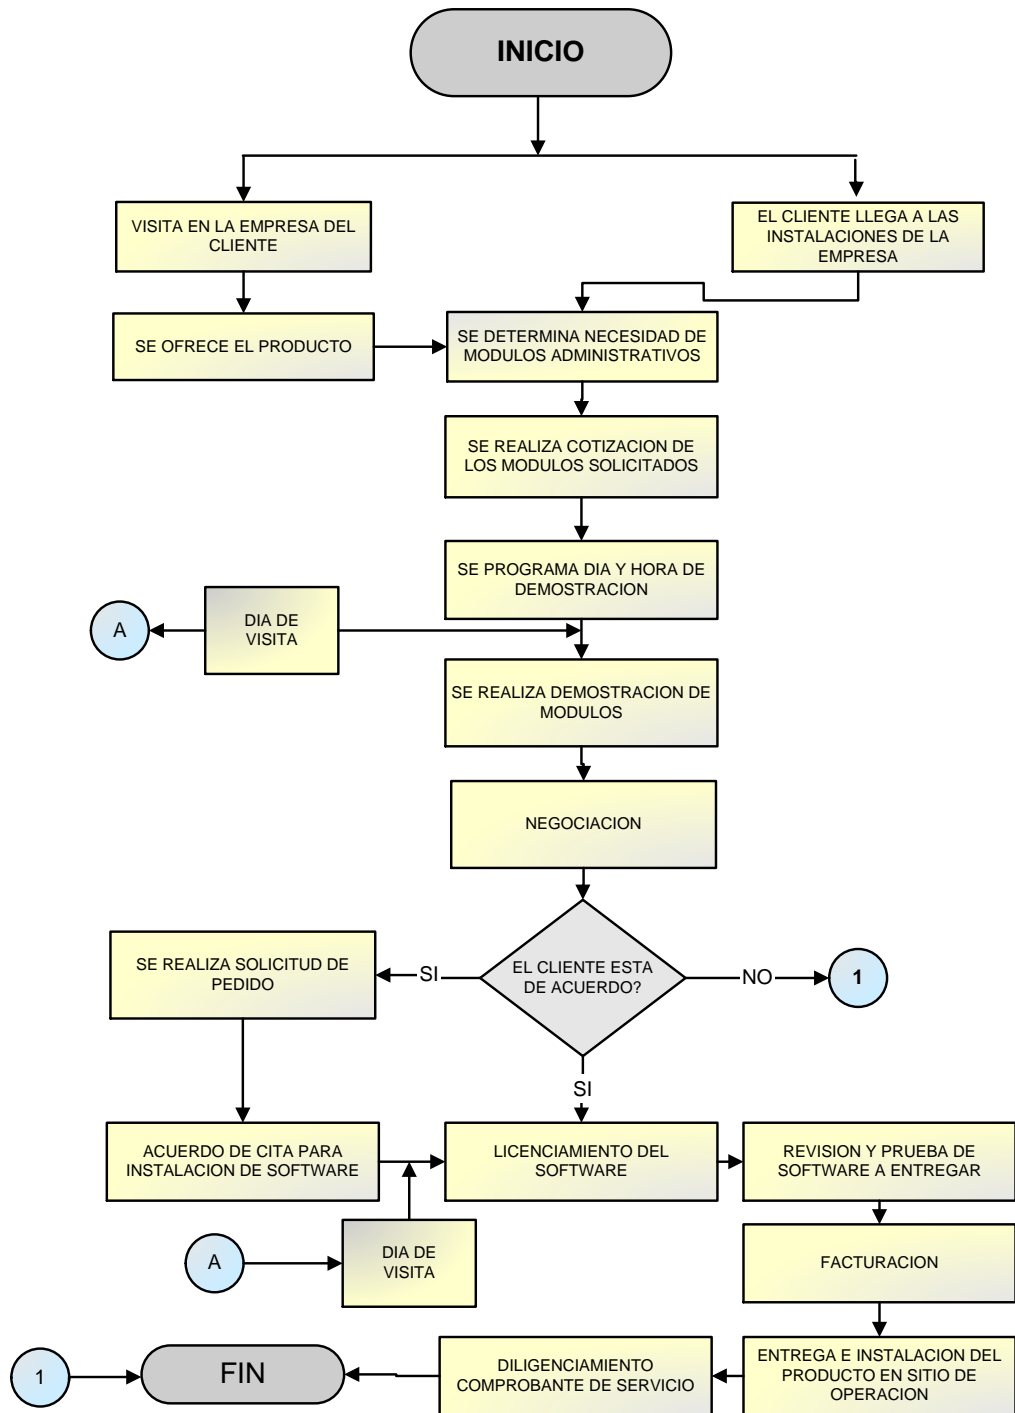 INICIO
VISITA EN LA EMPRESA DEL
CLIENTE
EL CLIENTE LLEGA A LAS
INSTALACIONES DE LA
EMPRESA
SE OFRECE EL PRODUCTO
SE DETERMINA NECESIDAD DE
MODULOS ADMINISTRATIVOS
SE REALIZA COTIZACION DE
LOS MODULOS SOLICITADOS
SE PROGRAMA DIA Y HORA DE
DEMOSTRACION
A
DIA DE
VISITA
SE REALIZA DEMOSTRACION DE
MODULOS
NEGOCIACION
EL CLIENTE ESTA
DE ACUERDO?
SI
NO
1
SE REALIZA SOLICITUD DE
PEDIDO
SI
ACUERDO DE CITA PARA
INSTALACION DE SOFTWARE
LICENCIAMIENTO DEL
SOFTWARE
REVISION Y PRUEBA DE
SOFTWARE A ENTREGAR
A
DIA DE
VISITA
FACTURACION
1
FIN
DILIGENCIAMIENTO
COMPROBANTE DE SERVICIO
ENTREGA E INSTALACION DEL
PRODUCTO EN SITIO DE
OPERACION